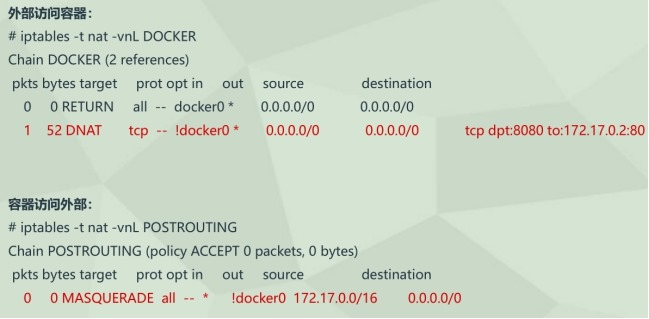 外部访问容器：
# iptables -t nat -vnL DOCKER
Chain DOCKER (2 references)
pkts bytes target prot opt in out source destination
0 0 RETURN all -- docker0 * 0.0.0.0/0 0.0.0.0/0
1 52 DNAT tcp -- !docker0 * 0.0.0.0/0 0.0.0.0/0 tcp dpt:8080 to:172.17.0.2:80
容器访问外部：
# iptables -t nat -vnL POSTROUTING
Chain POSTROUTING (policy ACCEPT 0 packets, 0 bytes)
pkts bytes target prot opt in out source destination
0 0 MASQUERADE all -- * !docker0 172.17.0.0/16 0.0.0.0/0